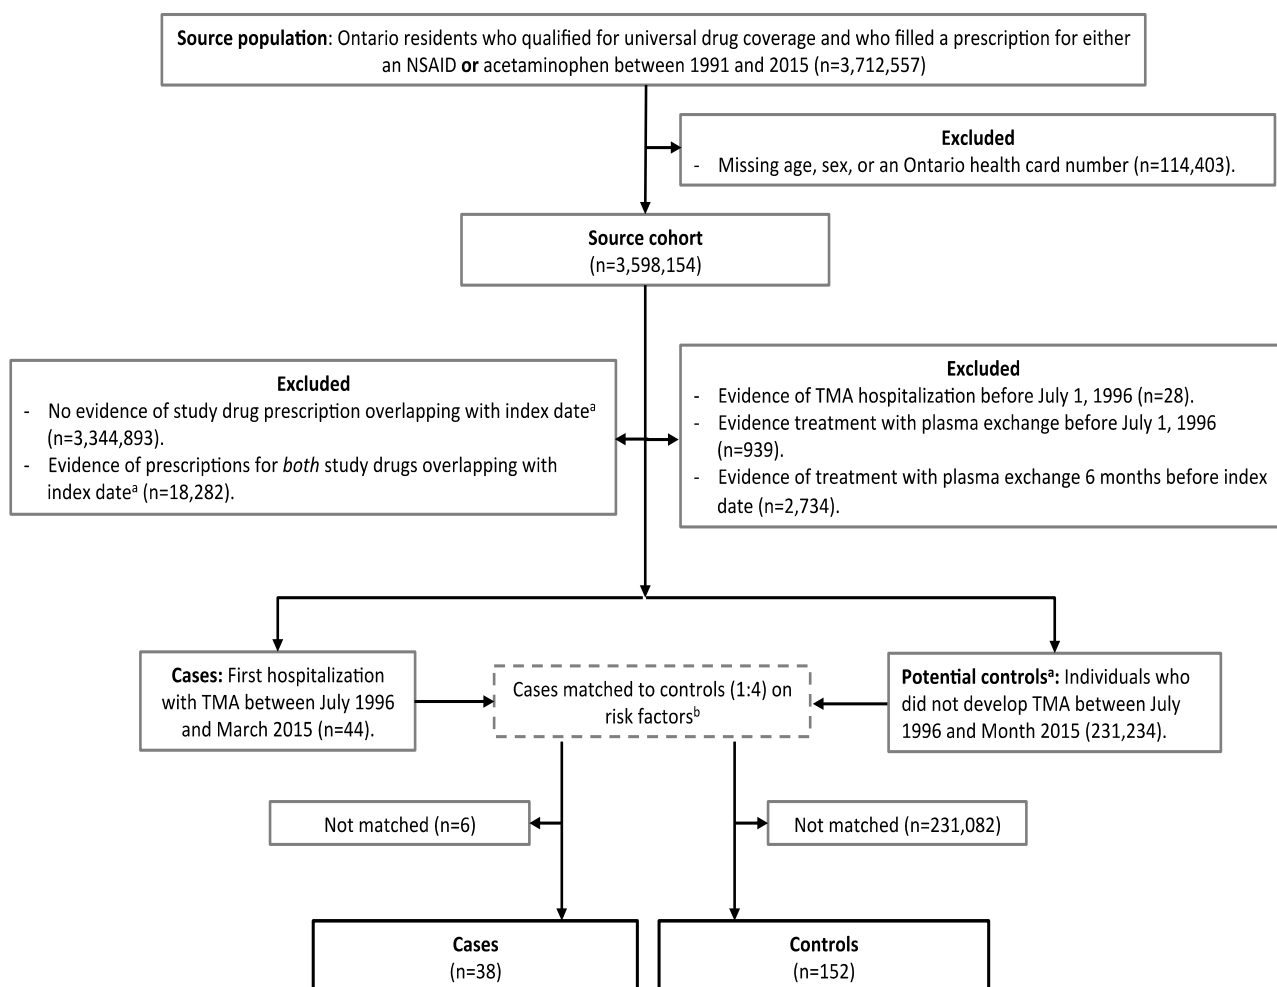 Source population: Ontario residents who qualified for universal drug coverage and who filled a prescription for either
an NSAID or acetaminophen between 1991 and 2015 (n=3,712,557)
Excluded
- Missing age, sex, or an Ontario health card number (n=114,403).
Source cohort
(n=3,598,154)
Excluded
- No evidence of study drug prescription overlapping with index dateᵃ
(n=3,344,893).
- Evidence of prescriptions for both study drugs overlapping with
index dateᵃ (n=18,282).
Excluded
- Evidence of TMA hospitalization before July 1, 1996 (n=28).
- Evidence treatment with plasma exchange before July 1, 1996
(n=939).
- Evidence of treatment with plasma exchange 6 months before index
date (n=2,734).
Cases: First hospitalization
with TMA between July 1996
and March 2015 (n=44).
Cases matched to controls (1:4) on
risk factorsᵇ
Potential controlsᵃ: Individuals who
did not develop TMA between July
1996 and Month 2015 (231,234).
Not matched (n=6)
Not matched (n=231,082)
Cases
(n=38)
Controls
(n=152)